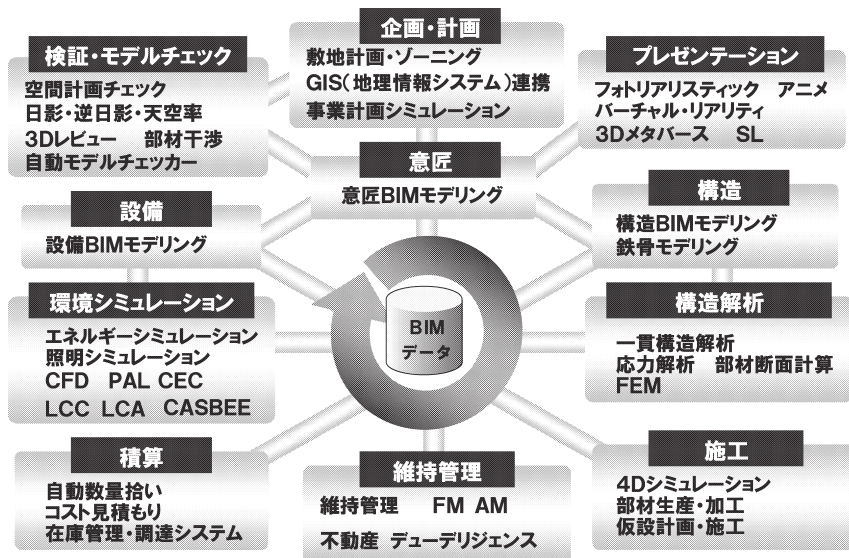 企画・計画
敷地計画・ゾーニング
GIS(地理情報システム)連携
事業計画シミュレーション
検証・モデルチェック
空間計画チェック
日影・逆日影・天空率
3Dレビュー 部材干渉
自動モデルチェッカー
プレゼンテーション
フォトリアリスティック アニメ
バーチャル・リアリティ
3Dメタバース SL
意匠
意匠BIMモデリング
設備
設備BIMモデリング
構造
構造BIMモデリング
鉄骨モデリング
環境シミュレーション
エネルギーシミュレーション
照明シミュレーション
CFD PAL CEC
LCC LCA CASBEE
BIM
データ
構造解析
一貫構造解析
応力解析 部材断面計算
FEM
積算
自動数量拾い
コスト見積もり
在庫管理・調達システム
維持管理
維持管理 FM AM
不動産 デューデリジェンス
施工
4Dシミュレーション
部材生産・加工
仮設計画・施工